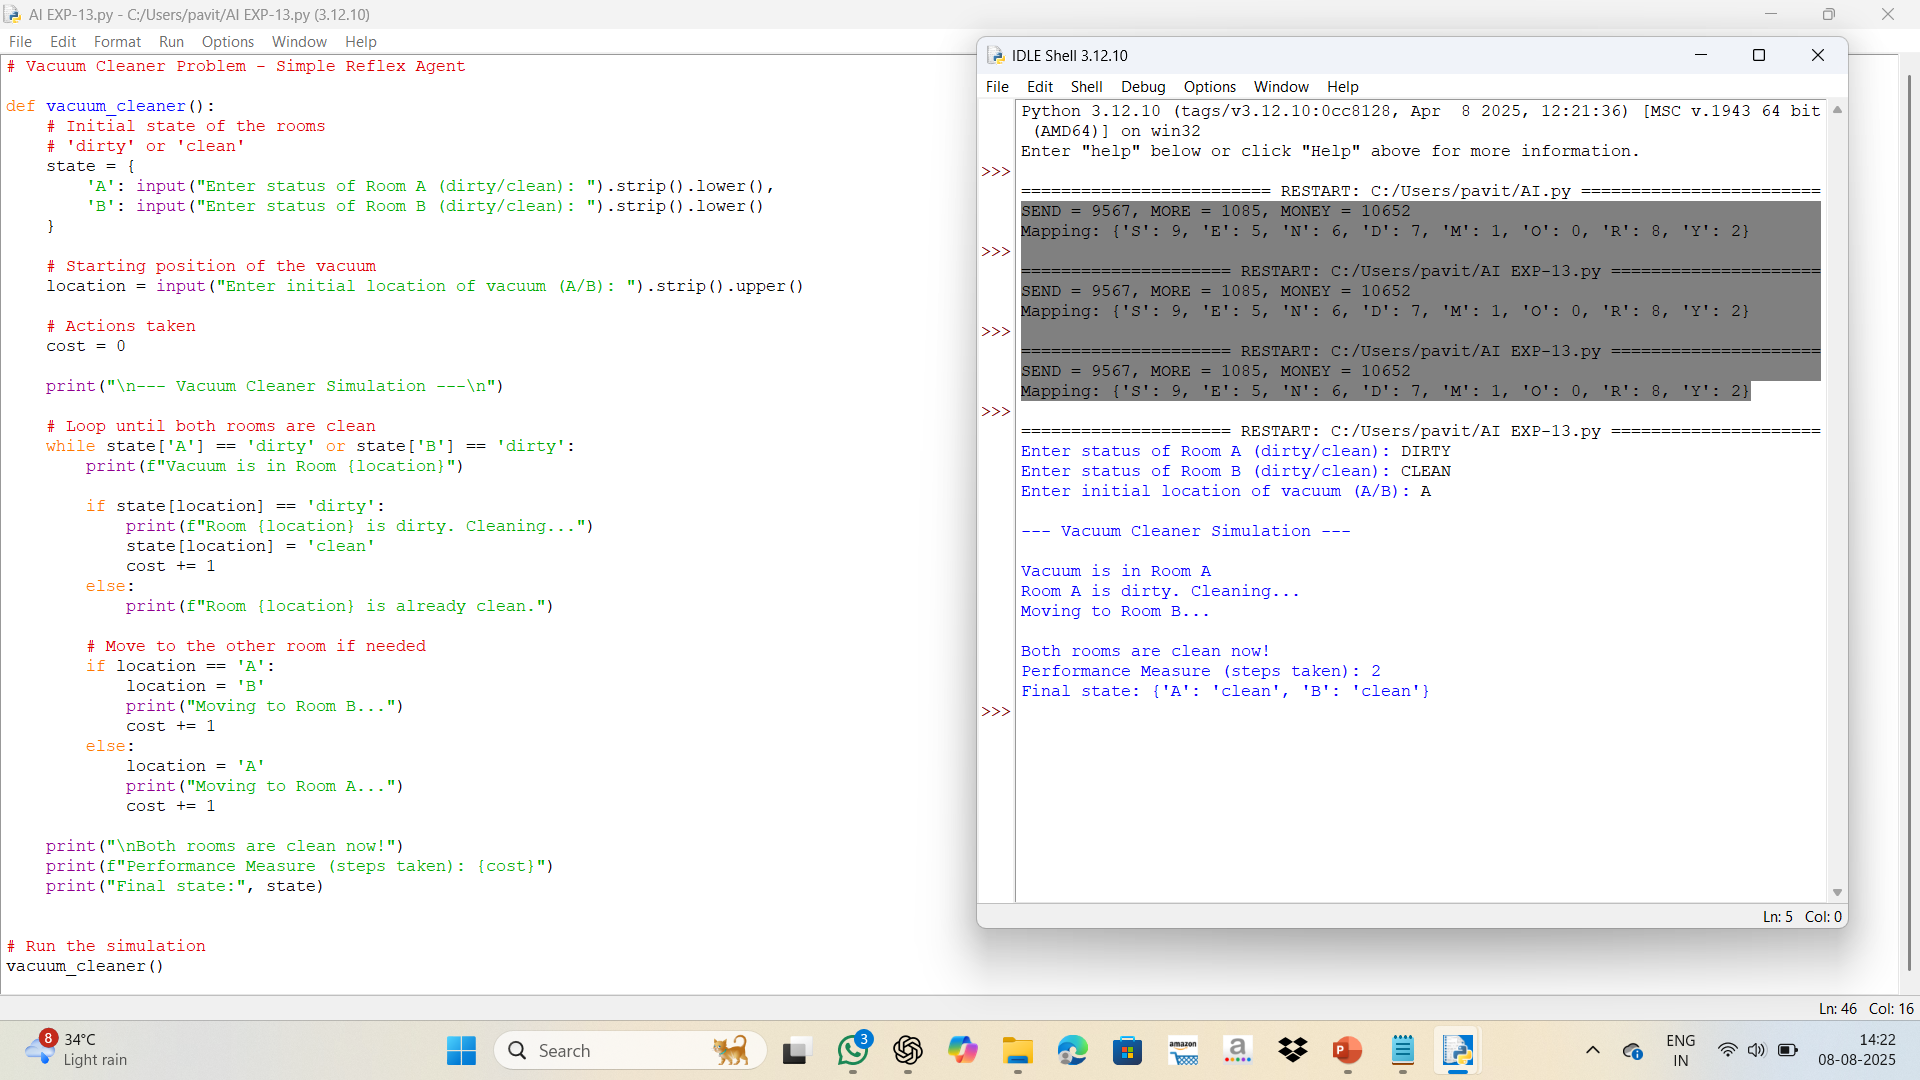 AI EXP-13.py - C:/Users/pavit/AI EXP-13.py (3.12.10)
File Edit Format Run Options Window Help
# Vacuum Cleaner Problem - Simple Reflex Agent
def vacuum_cleaner():
    # Initial state of the rooms
    # 'dirty' or 'clean'
    state = {
        'A': input("Enter status of Room A (dirty/clean): ").strip().lower(),
        'B': input("Enter status of Room B (dirty/clean): ").strip().lower()
    }
    # Starting position of the vacuum
    location = input("Enter initial location of vacuum (A/B): ").strip().upper()
    # Actions taken
    cost = 0
    print("\n--- Vacuum Cleaner Simulation ---\n")
    # Loop until both rooms are clean
    while state['A'] == 'dirty' or state['B'] == 'dirty':
        print(f"Vacuum is in Room {location}")
        if state[location] == 'dirty':
            print(f"Room {location} is dirty. Cleaning...")
            state[location] = 'clean'
            cost += 1
        else:
            print(f"Room {location} is already clean.")
        # Move to the other room if needed
        if location == 'A':
            location = 'B'
            print("Moving to Room B...")
            cost += 1
        else:
            location = 'A'
            print("Moving to Room A...")
            cost += 1
    print("\nBoth rooms are clean now!")
    print(f"Performance Measure (steps taken): {cost}")
    print("Final state:", state)
# Run the simulation
vacuum_cleaner()
Ln: 46 Col: 16
IDLE Shell 3.12.10
File Edit Shell Debug Options Window Help
Python 3.12.10 (tags/v3.12.10:0cc8128, Apr  8 2025, 12:21:36) [MSC v.1943 64 bit
 (AMD64)] on win32
Enter "help" below or click "Help" above for more information.
>>>
========================= RESTART: C:/Users/pavit/AI.py ========================
SEND = 9567, MORE = 1085, MONEY = 10652
Mapping: {'S': 9, 'E': 5, 'N': 6, 'D': 7, 'M': 1, 'O': 0, 'R': 8, 'Y': 2}
>>>
===================== RESTART: C:/Users/pavit/AI EXP-13.py =====================
SEND = 9567, MORE = 1085, MONEY = 10652
Mapping: {'S': 9, 'E': 5, 'N': 6, 'D': 7, 'M': 1, 'O': 0, 'R': 8, 'Y': 2}
>>>
===================== RESTART: C:/Users/pavit/AI EXP-13.py =====================
SEND = 9567, MORE = 1085, MONEY = 10652
Mapping: {'S': 9, 'E': 5, 'N': 6, 'D': 7, 'M': 1, 'O': 0, 'R': 8, 'Y': 2}
>>>
===================== RESTART: C:/Users/pavit/AI EXP-13.py =====================
Enter status of Room A (dirty/clean): DIRTY
Enter status of Room B (dirty/clean): CLEAN
Enter initial location of vacuum (A/B): A
--- Vacuum Cleaner Simulation ---
Vacuum is in Room A
Room A is dirty. Cleaning...
Moving to Room B...
Both rooms are clean now!
Performance Measure (steps taken): 2
Final state: {'A': 'clean', 'B': 'clean'}
>>>
Ln: 5 Col: 0
8
34°C
Light rain
Search
3
amazon
a
P
ENG
IN
14:22
08-08-2025